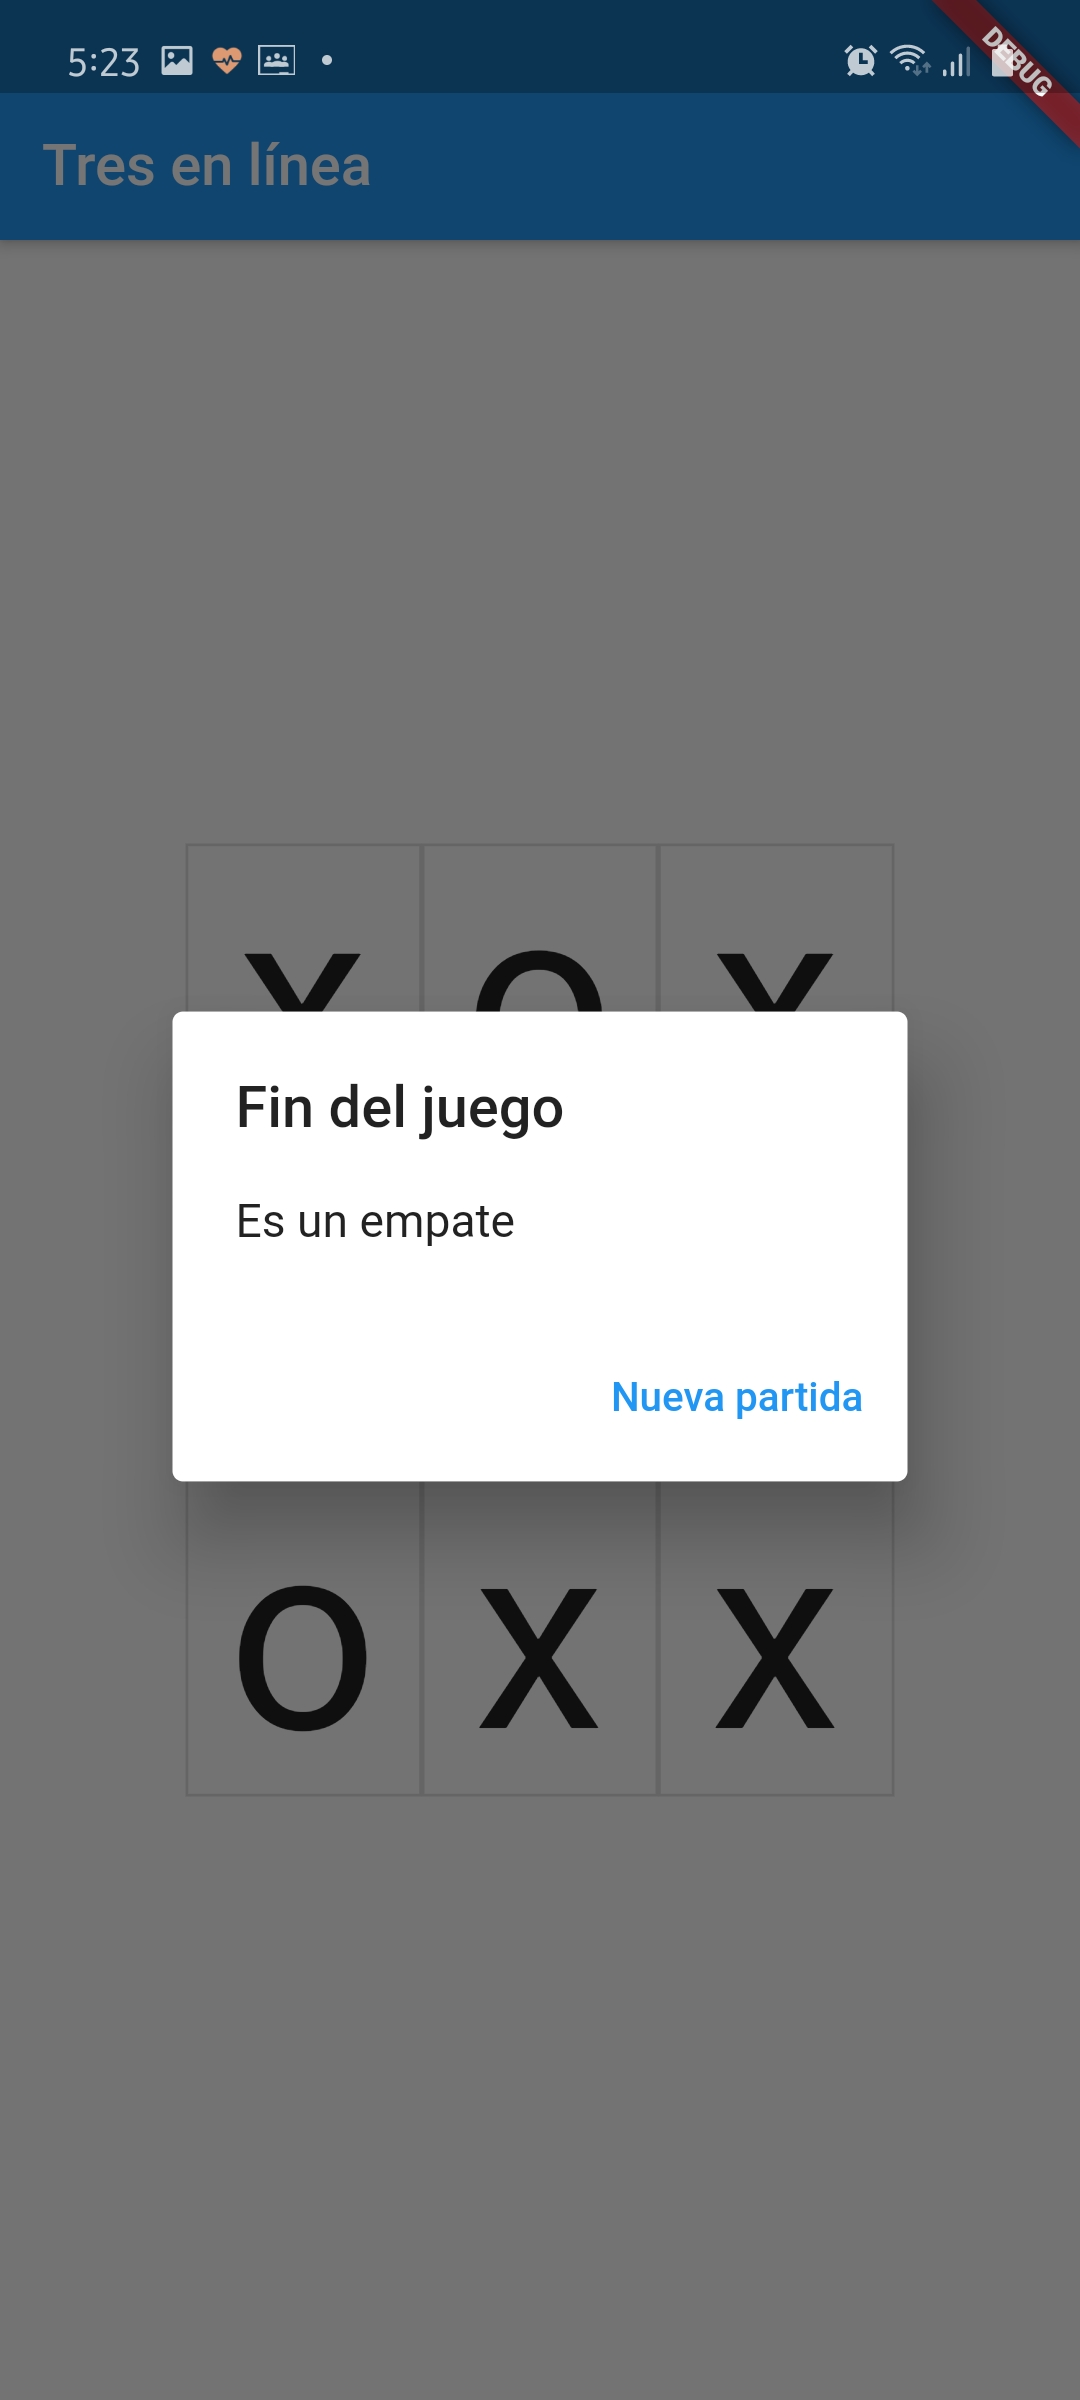 5:23
DEBUG
Tres en línea
X O X
Fin del juego
Es un empate
Nueva partida
O X X